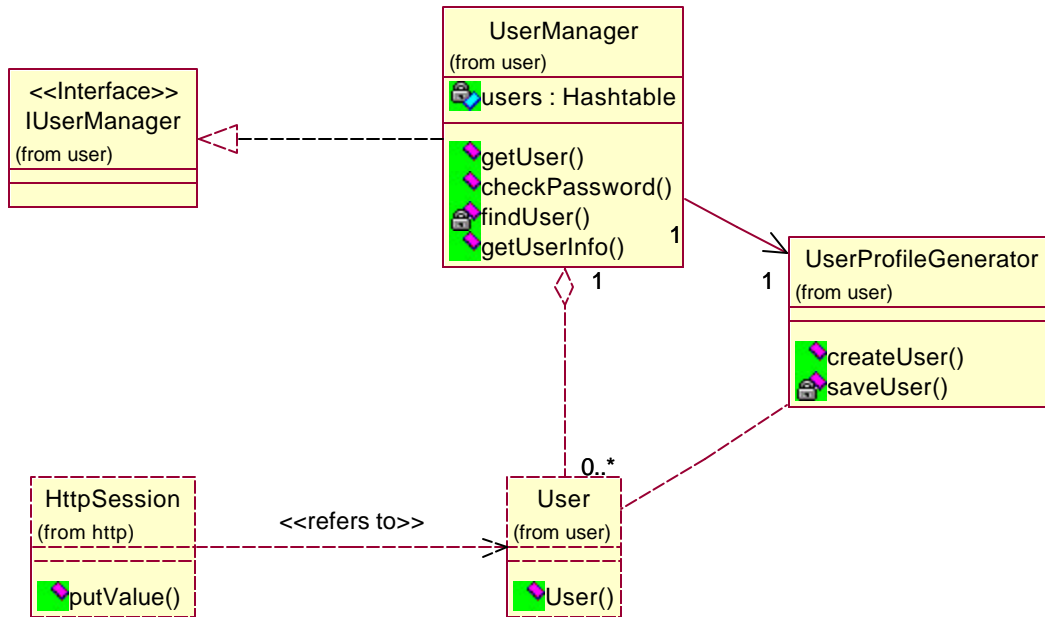 UserManager
(from user)
users : Hashtable
getUser()
checkPassword()
findUser()
getUserInfo()
<<Interface>>
IUserManager
(from user)
1
1
1
UserProfileGenerator
(from user)
createUser()
saveUser()
0..*
HttpSession
(from http)
putValue()
<<refers to>>
User
(from user)
User()